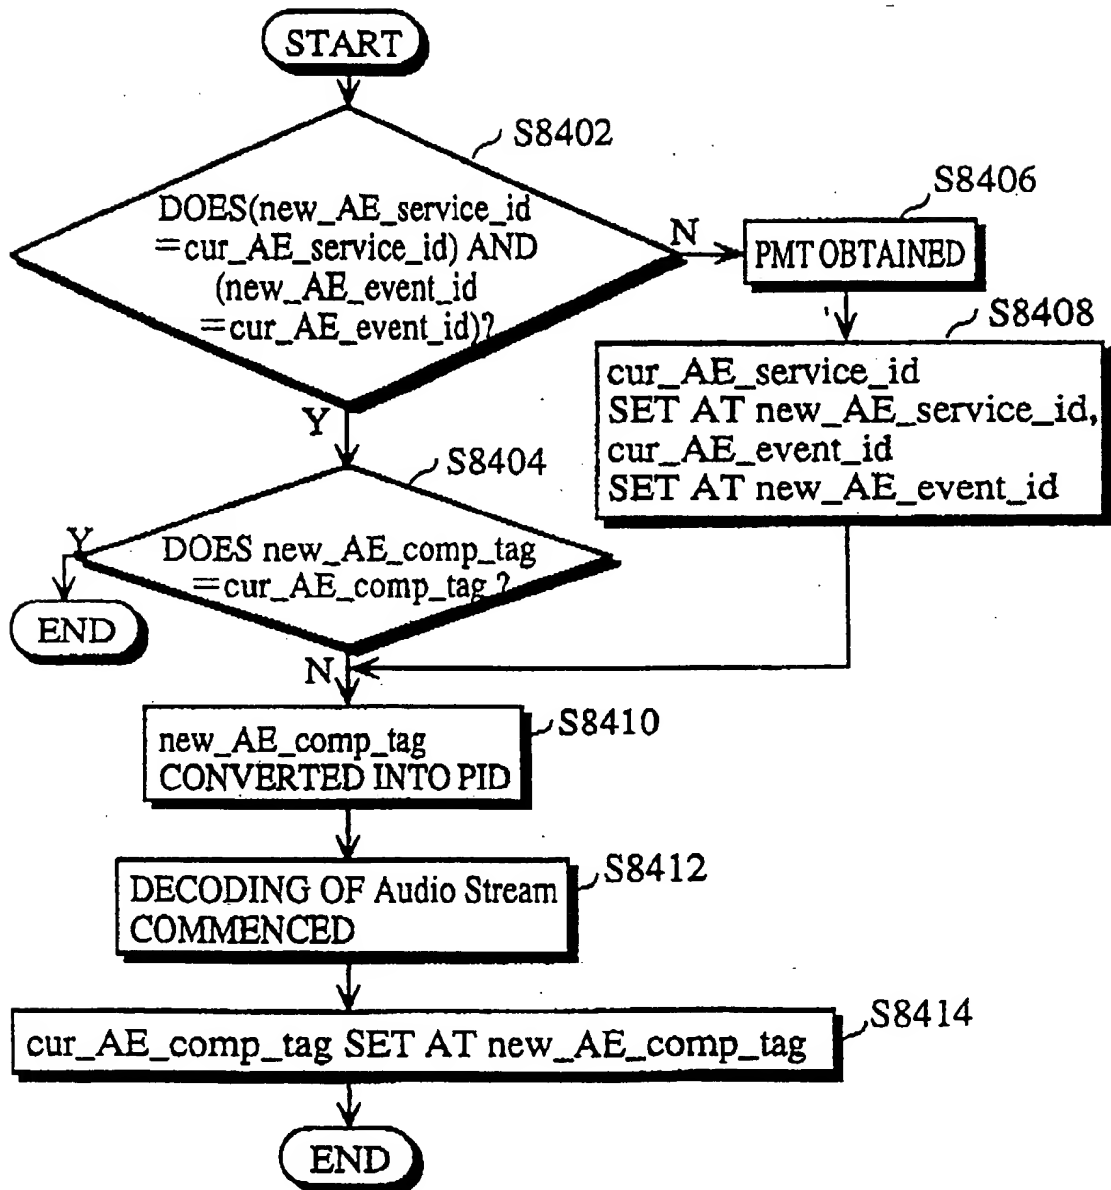 START
S8402
DOES(new_AE_service_id
=cur_AE_service_id) AND
(new_AE_event_id
=cur_AE_event_id)?
N
S8406
PMT OBTAINED
S8408
cur_AE_service_id
SET AT new_AE_service_id,
cur_AE_event_id
SET AT new_AE_event_id
Y
S8404
DOES new_AE_comp_tag
=cur_AE_comp_tag ?
Y
END
N
S8410
new_AE_comp_tag
CONVERTED INTO PID
S8412
DECODING OF Audio Stream
COMMENCED
S8414
cur_AE_comp_tag SET AT new_AE_comp_tag
END